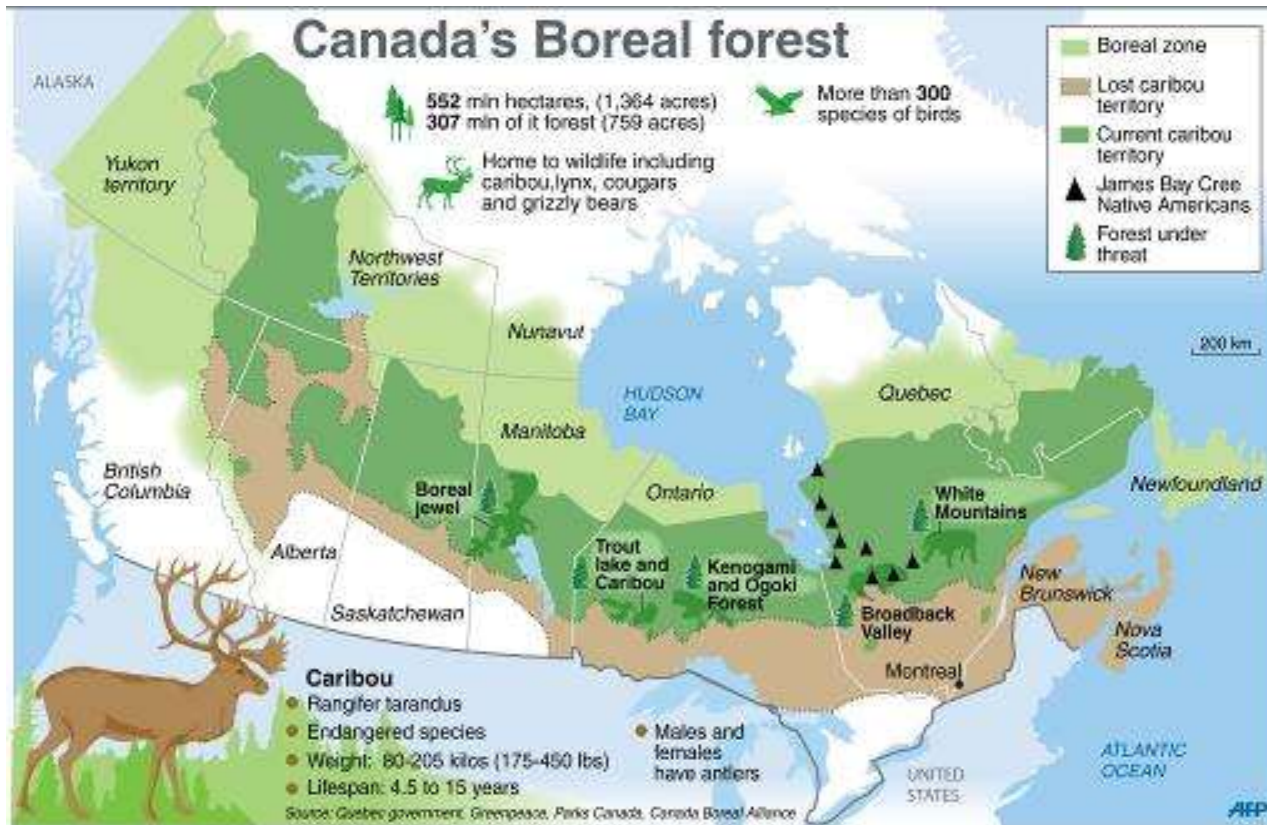 Canada's Boreal forest
ALASKA
552 mln hectares, (1,364 acres)
307 mln of it forest (759 acres)
More than 300
species of birds
Home to wildlife including
caribou,lynx, cougars
and grizzly bears
Boreal zone
Lost caribou
territory
Current caribou
territory
James Bay Cree
Native Americans
Forest under
threat
200 km
Yukon
territory
Northwest
Territories
Nunavut
HUDSON
BAY
Quebec
Manitoba
British
Columbia
Boreal
jewel
Ontario
White
Mountains
Newfoundland
Alberta
Trout
lake and
Caribou
Kenogami
and Ogoki
Forest
New
Brunswick
Saskatchewan
Broadback
Valley
Nova
Scotia
Montreal
Caribou
Rangifer tarandus
Endangered species
Weight: 80-205 kilos (175-450 lbs)
Lifespan: 4.5 to 15 years
Males and
females
have antlers
UNITED
STATES
ATLANTIC
OCEAN
Source: Quebec government, Greenpeace, Parks Canada, Canada Boreal Alliance
AFP